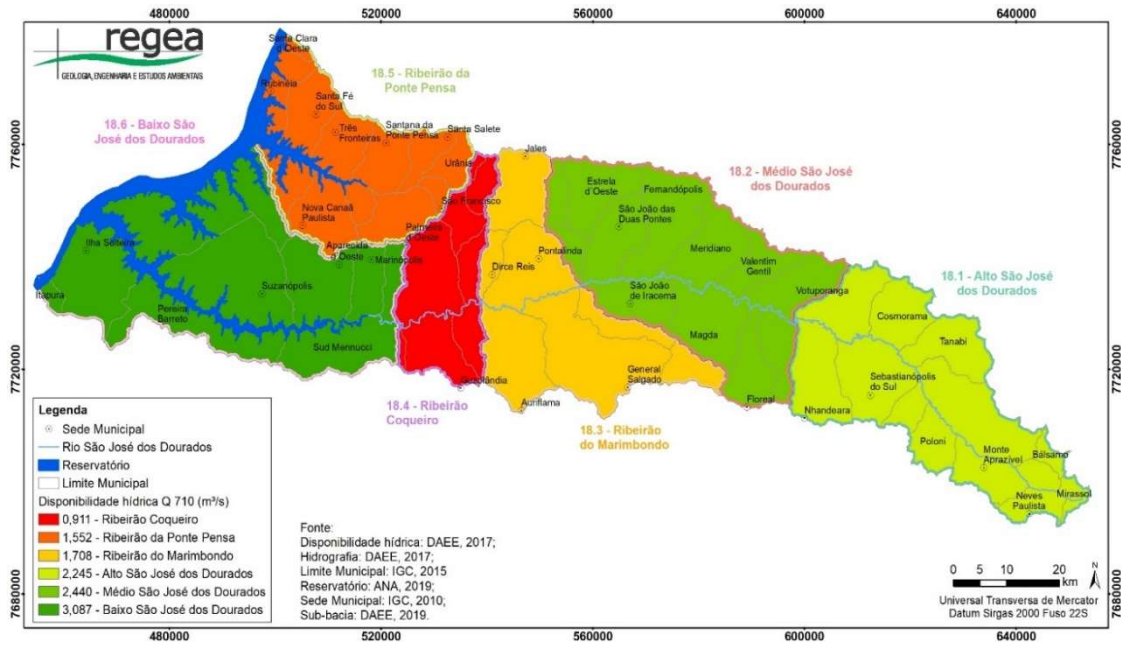 480000
520000
560000
600000
640000
regea
GEOLOGIA, ENGENHARIA E ESTUDOS AMBIENTAIS
Santa Clara
d'Oeste
18.5 - Ribeirão da
Ponte Pensa
Rubinéia
Santa Fé
do Sul
18.6 - Baixo São
José dos Dourados
Três
Fronteiras
Santana da
Ponte Pensa
Santa Salete
7760000
7760000
Jales
Urânia
18.2 - Médio São José
dos Dourados
Estrela
d'Oeste
Fernandópolis
São Francisco
Nova Canaã
Paulista
São João das
Duas Pontes
Palmeira
d'Oeste
Ilha Solteira
Aparecida
d'Oeste
Marinópolis
Pontalinda
Meridiano
Valentim
Gentil
Dirce Reis
18.1 - Alto São José
dos Dourados
Itapura
Suzanápolis
São João
de Iracema
Votuporanga
Pereira
Barreto
Cosmorama
Sud Mennucci
Magda
Tanabi
7720000
7720000
Guzolândia
General
Salgado
Sebastianópolis
do Sul
Auriflama
Floreal
Nhandeara
18.4 - Ribeirão
Coqueiro
18.3 - Ribeirão
do Marimbondo
Poloni
Monte
Aprazível
Bálsamo
Neves
Paulista
Mirassol
Legenda
Sede Municipal
Rio São José dos Dourados
Reservatório
Limite Municipal
Disponibilidade hídrica Q 710 (m³/s)
0,911 - Ribeirão Coqueiro
1,552 - Ribeirão da Ponte Pensa
1,708 - Ribeirão do Marimbondo
2,245 - Alto São José dos Dourados
2,440 - Médio São José dos Dourados
3,087 - Baixo São José dos Dourados
Fonte:
Disponibilidade hídrica: DAEE, 2017;
Hidrografia: DAEE, 2017;
Limite Municipal: IGC, 2015
Reservatório: ANA, 2019;
Sede Municipal: IGC, 2010;
Sub-bacia: DAEE, 2019.
0 5 10 20
km
N
Universal Transversa de Mercator
Datum Sirgas 2000 Fuso 22S
7680000
7680000
480000
520000
560000
600000
640000